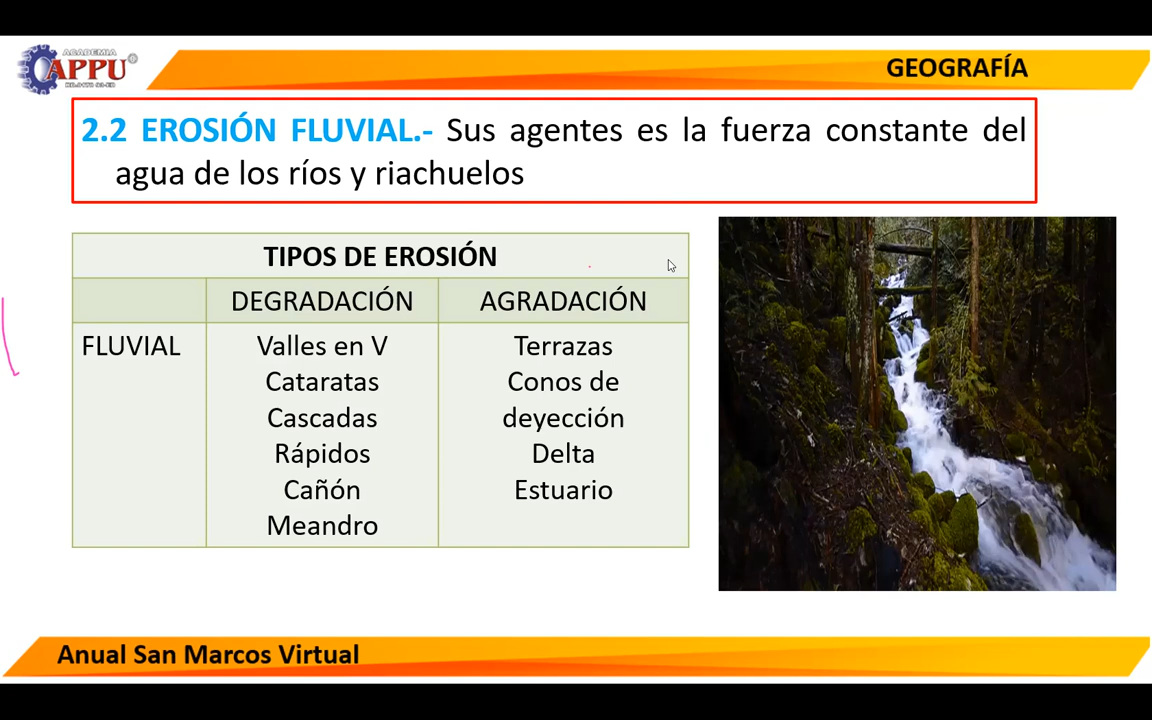 ACADEMIA
APPU
GEOGRAFÍA
2.2 EROSIÓN FLUVIAL.- Sus agentes es la fuerza constante del
agua de los ríos y riachuelos
TIPOS DE EROSIÓN
DEGRADACIÓN AGRADACIÓN
FLUVIAL Valles en V Terrazas
Cataratas Conos de
Cascadas deyección
Rápidos Delta
Cañón Estuario
Meandro
Anual San Marcos Virtual